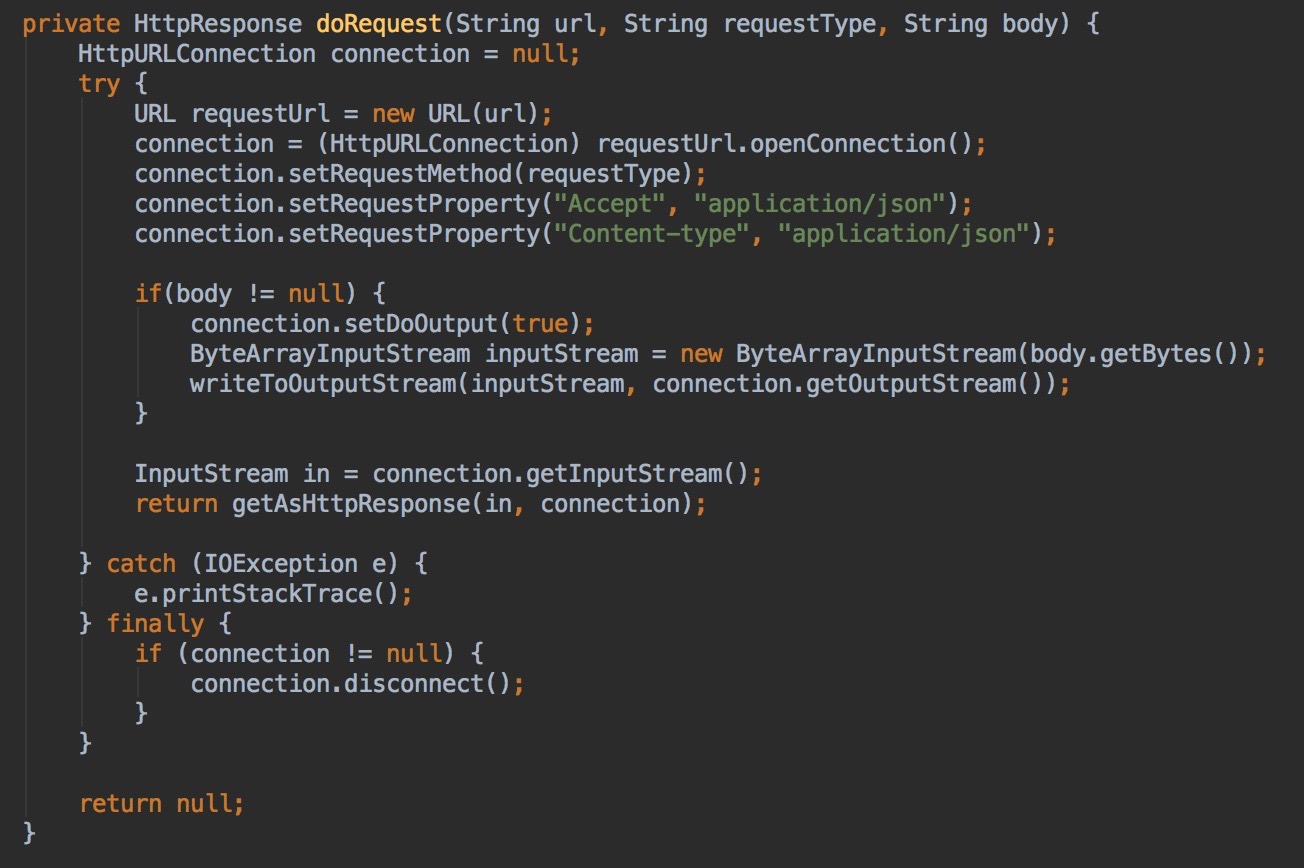 private HttpResponse doRequest(String url, String requestType, String body) {
    HttpURLConnection connection = null;
    try {
        URL requestUrl = new URL(url);
        connection = (HttpURLConnection) requestUrl.openConnection();
        connection.setRequestMethod(requestType);
        connection.setRequestProperty("Accept", "application/json");
        connection.setRequestProperty("Content-type", "application/json");

        if(body != null) {
            connection.setDoOutput(true);
            ByteArrayInputStream inputStream = new ByteArrayInputStream(body.getBytes());
            writeToOutputStream(inputStream, connection.getOutputStream());
        }

        InputStream in = connection.getInputStream();
        return getAsHttpResponse(in, connection);

    } catch (IOException e) {
        e.printStackTrace();
    } finally {
        if (connection != null) {
            connection.disconnect();
        }
    }

    return null;
}